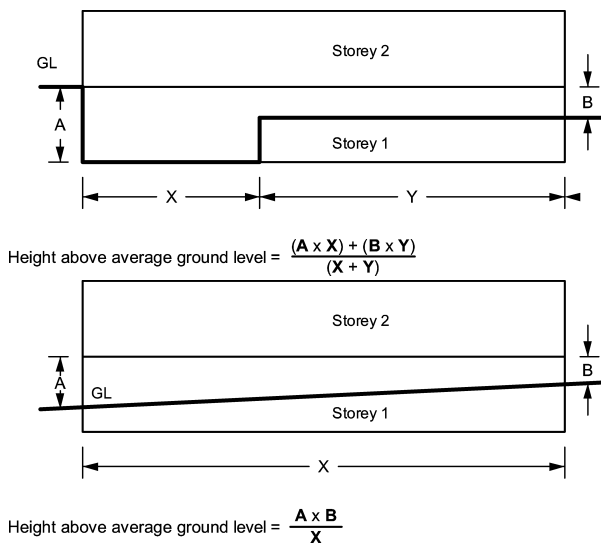 Storey 2
GL
A
B
Storey 1
X
Y
Height above average ground level = (A x X) + (B x Y)
(X + Y)
Storey 2
A
B
GL
Storey 1
X
Height above average ground level = A x B
X